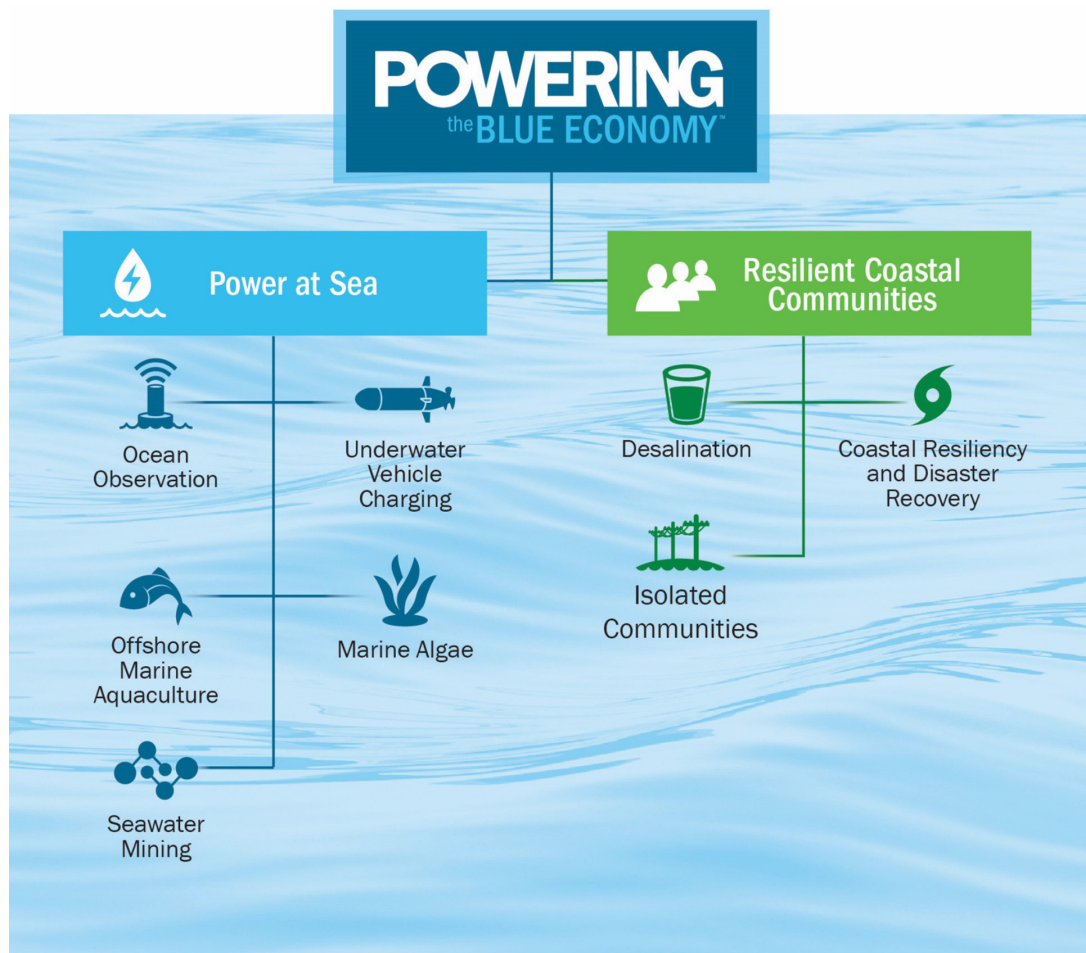 POWERING
the BLUE ECONOMY™
Power at Sea
Resilient Coastal
Communities
Ocean
Observation
Underwater
Vehicle
Charging
Desalination
Coastal Resiliency
and Disaster
Recovery
Offshore
Marine
Aquaculture
Marine Algae
Isolated
Communities
Seawater
Mining